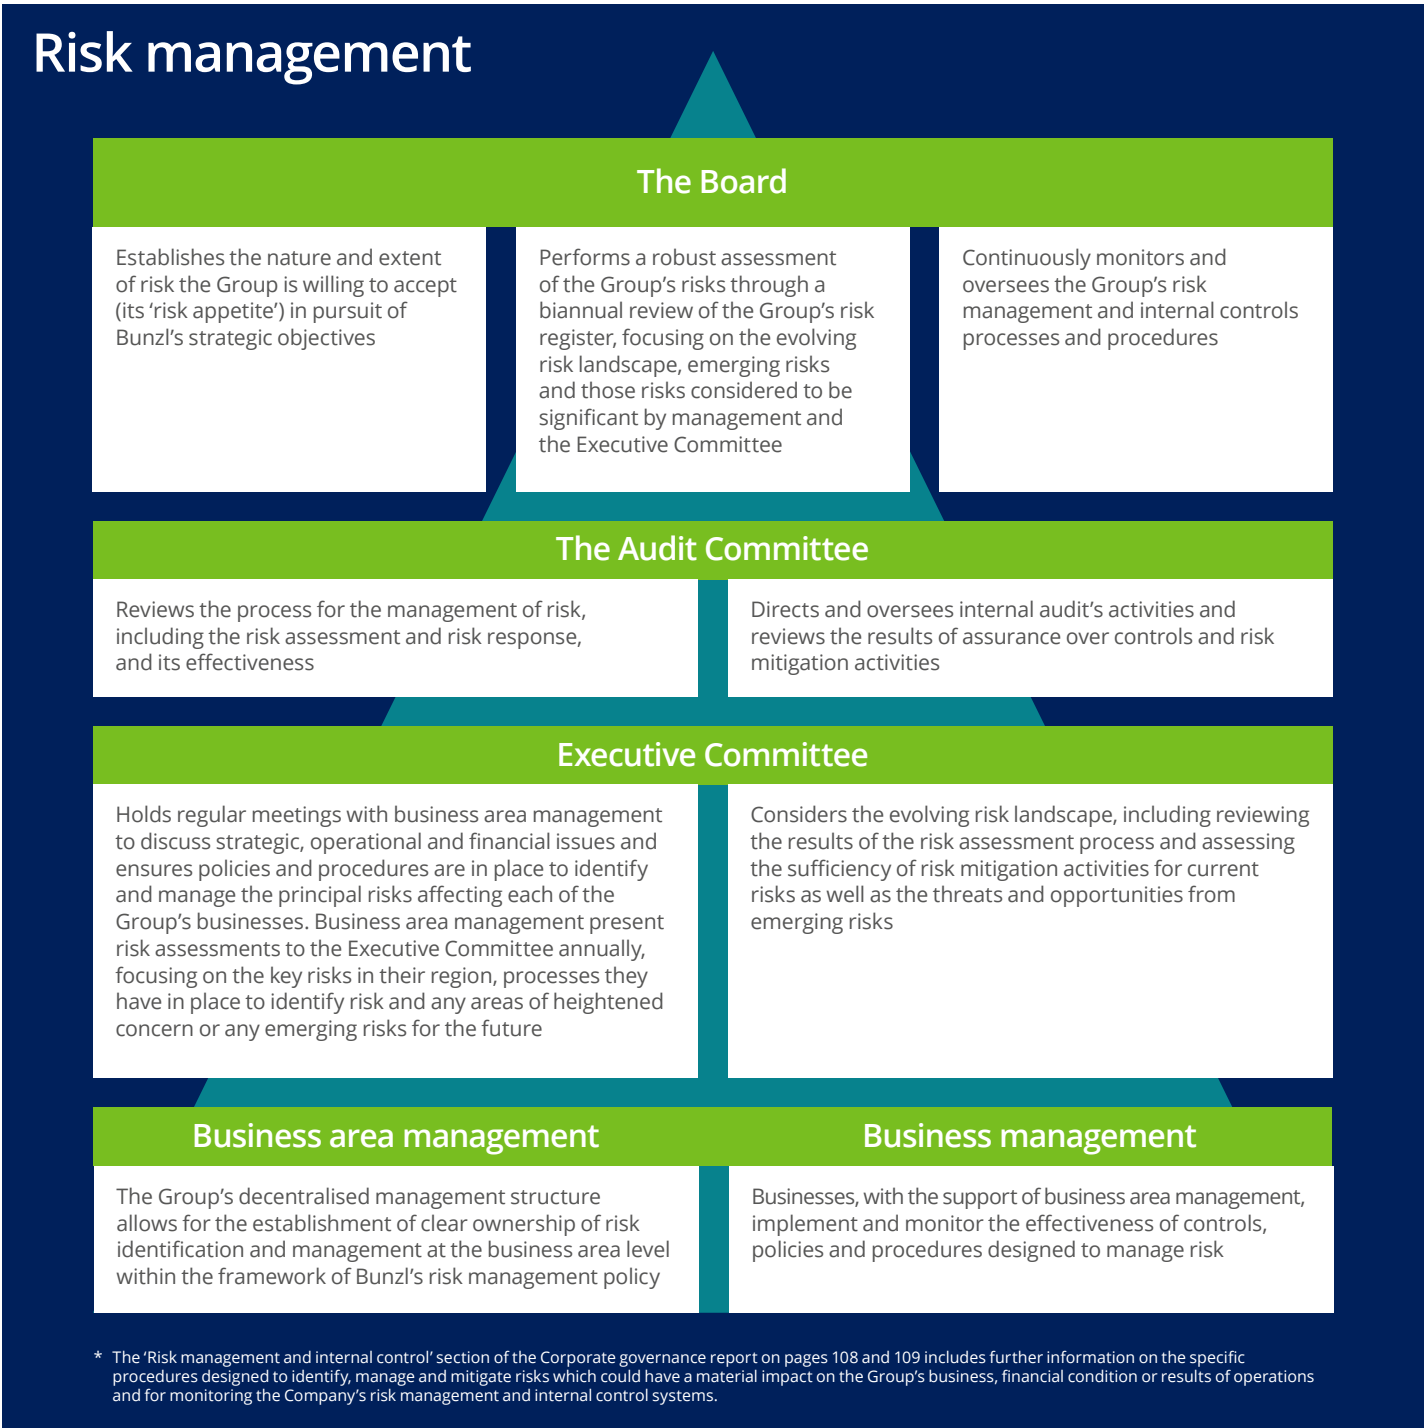 Risk management
The Board
Establishes the nature and extent
of risk the Group is willing to accept
(its ‘risk appetite’) in pursuit of
Bunzl’s strategic objectives
Performs a robust assessment
of the Group’s risks through a
biannual review of the Group’s risk
register, focusing on the evolving
risk landscape, emerging risks
and those risks considered to be
significant by management and
the Executive Committee
Continuously monitors and
oversees the Group’s risk
management and internal controls
processes and procedures
The Audit Committee
Reviews the process for the management of risk,
including the risk assessment and risk response,
and its effectiveness
Directs and oversees internal audit’s activities and
reviews the results of assurance over controls and risk
mitigation activities
Executive Committee
Holds regular meetings with business area management
to discuss strategic, operational and financial issues and
ensures policies and procedures are in place to identify
and manage the principal risks affecting each of the
Group’s businesses. Business area management present
risk assessments to the Executive Committee annually,
focusing on the key risks in their region, processes they
have in place to identify risk and any areas of heightened
concern or any emerging risks for the future
Considers the evolving risk landscape, including reviewing
the results of the risk assessment process and assessing
the sufficiency of risk mitigation activities for current
risks as well as the threats and opportunities from
emerging risks
Business area management
The Group’s decentralised management structure
allows for the establishment of clear ownership of risk
identification and management at the business area level
within the framework of Bunzl’s risk management policy
Business management
Businesses, with the support of business area management,
implement and monitor the effectiveness of controls,
policies and procedures designed to manage risk
* The ‘Risk management and internal control’ section of the Corporate governance report on pages 108 and 109 includes further information on the specific
procedures designed to identify, manage and mitigate risks which could have a material impact on the Group’s business, financial condition or results of operations
and for monitoring the Company’s risk management and internal control systems.